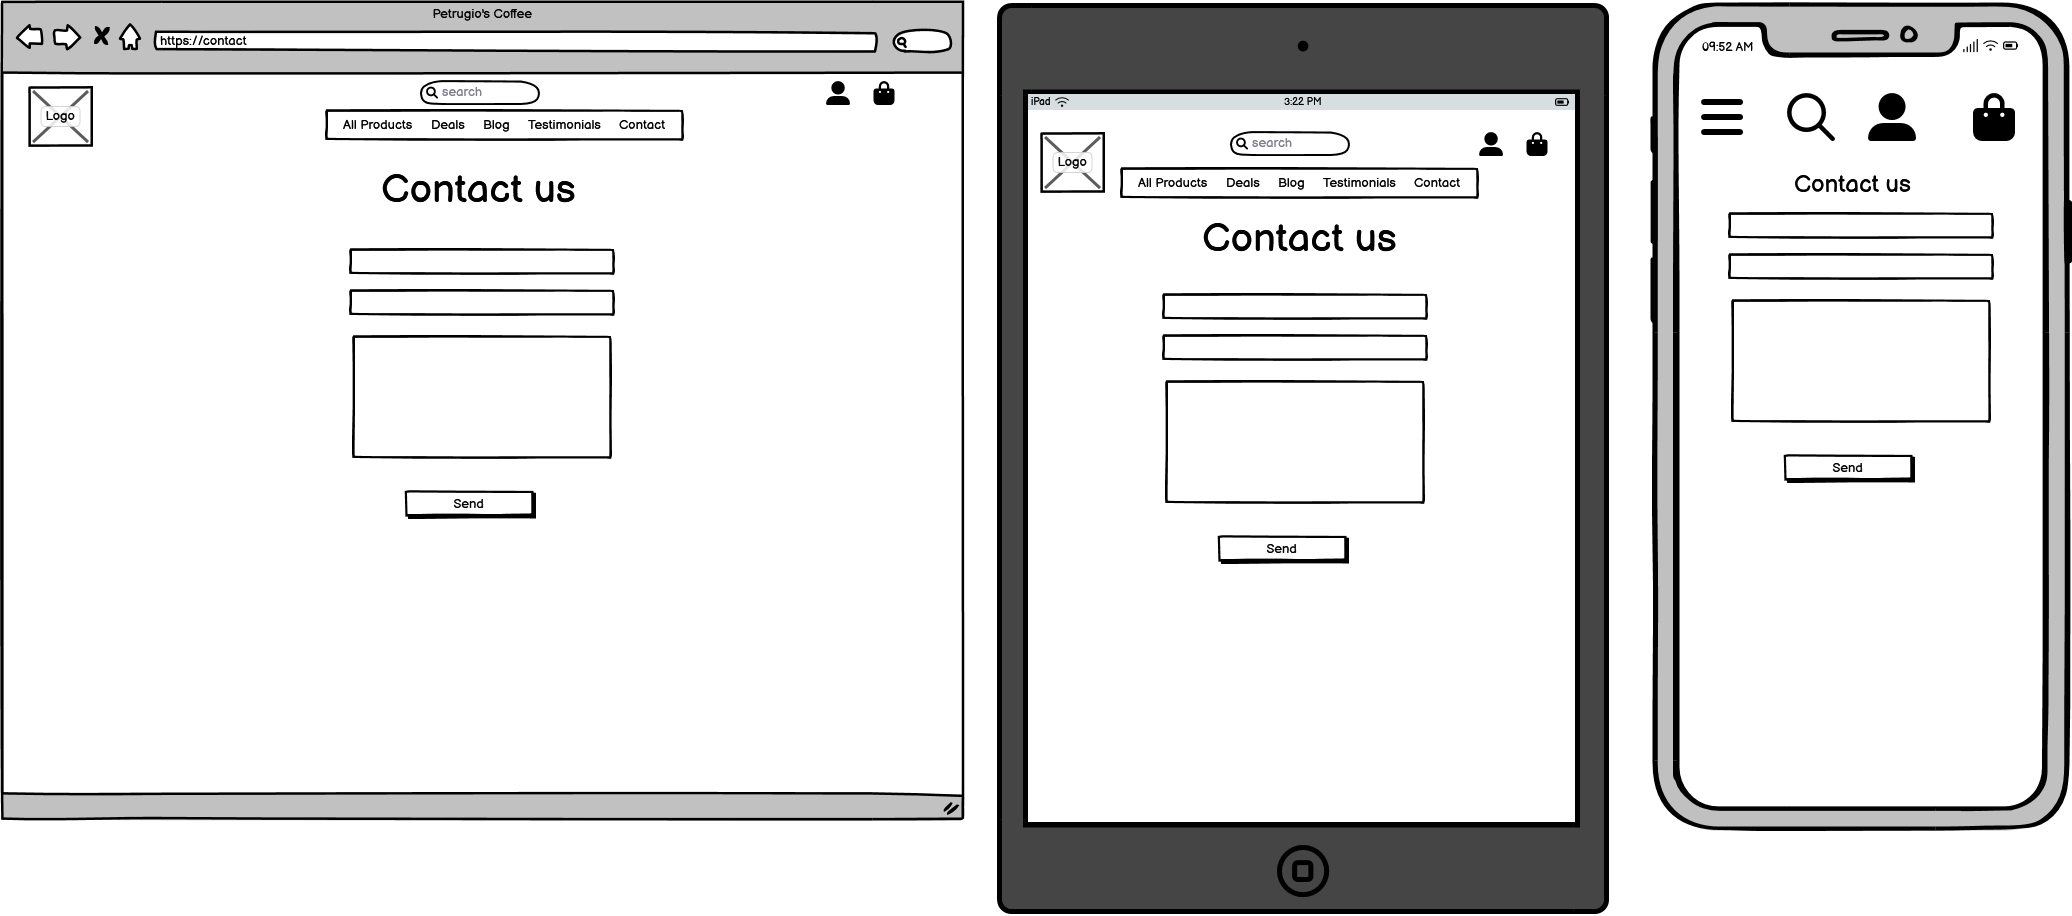 Petrugio's Coffee
https://contact
search
Logo
All Products Deals Blog Testimonials Contact
Contact us
Send
iPad 3:22 PM
search
Logo
All Products Deals Blog Testimonials Contact
Contact us
Send
09:52 AM
Contact us
Send